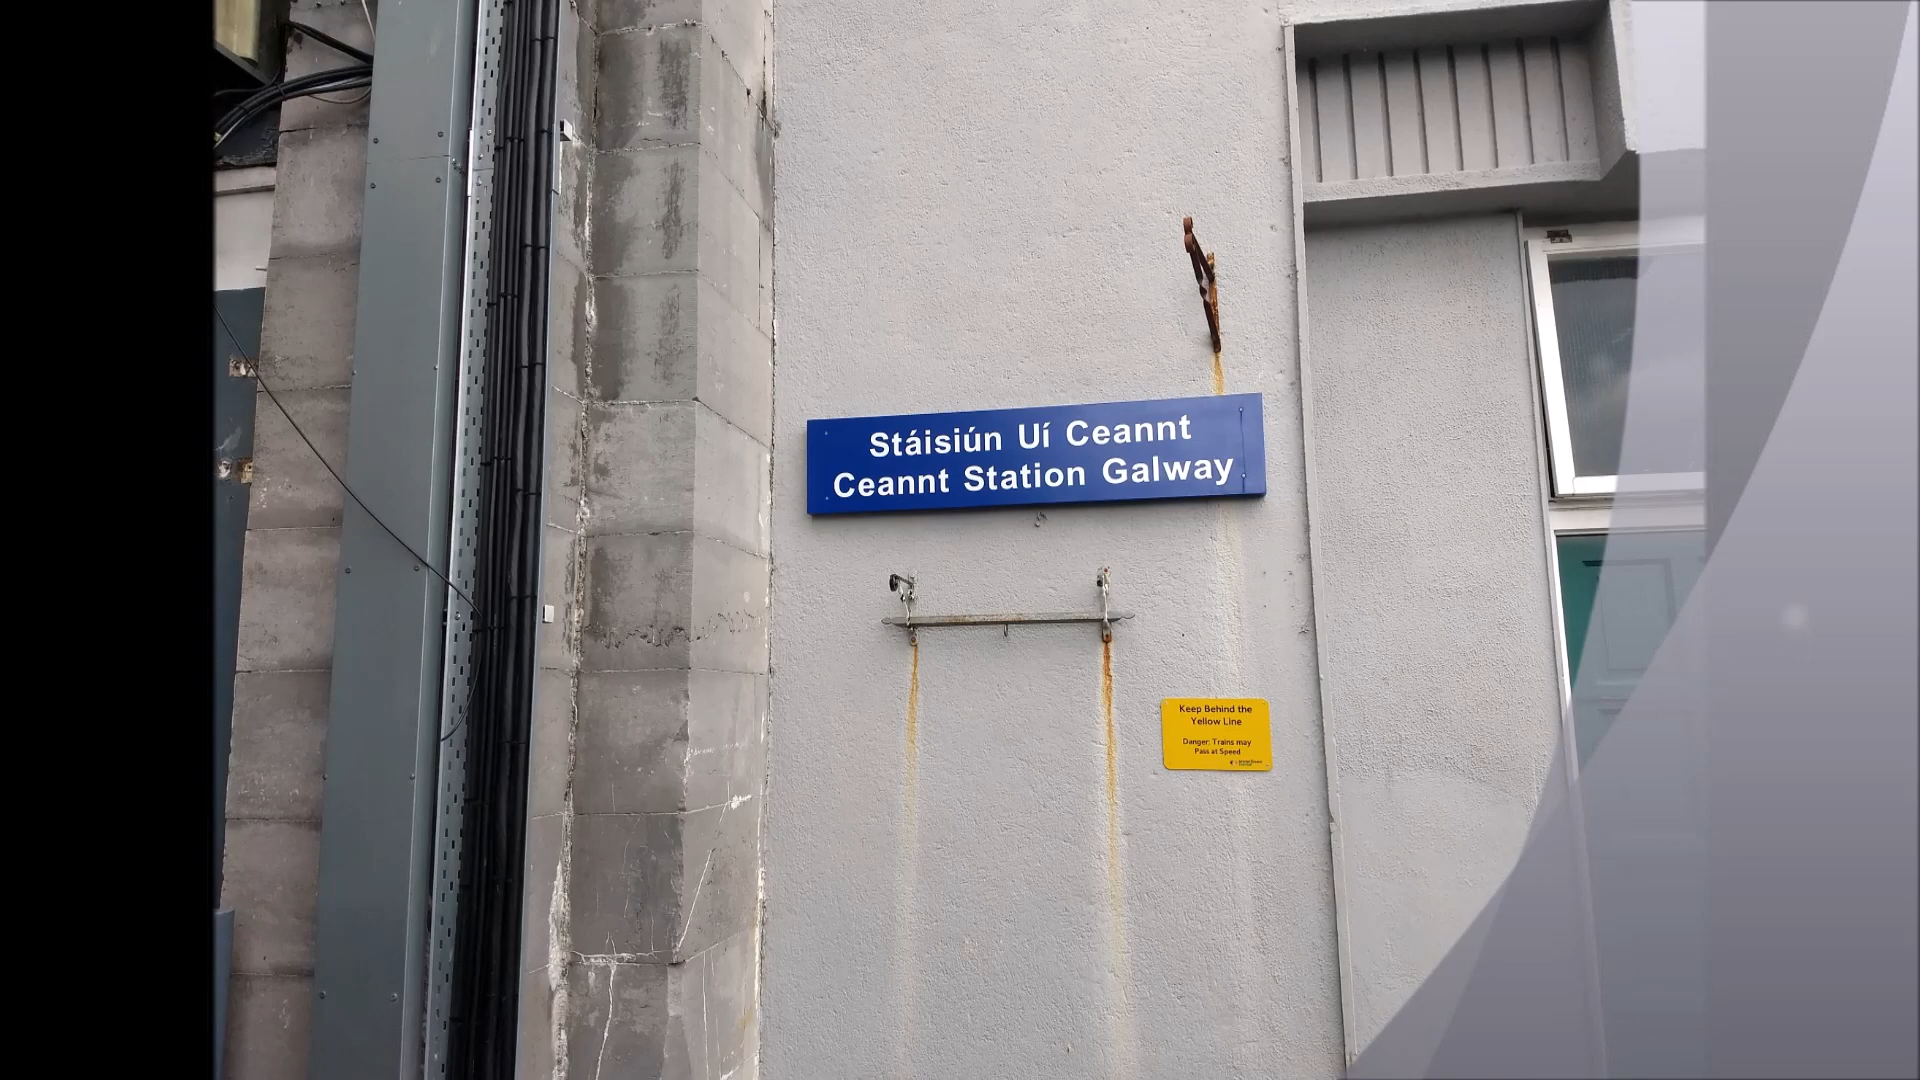 Stáisiún Uí Ceannt
Ceannt Station Galway
Keep Behind the
Yellow Line
Danger: Trains may
Pass at Speed